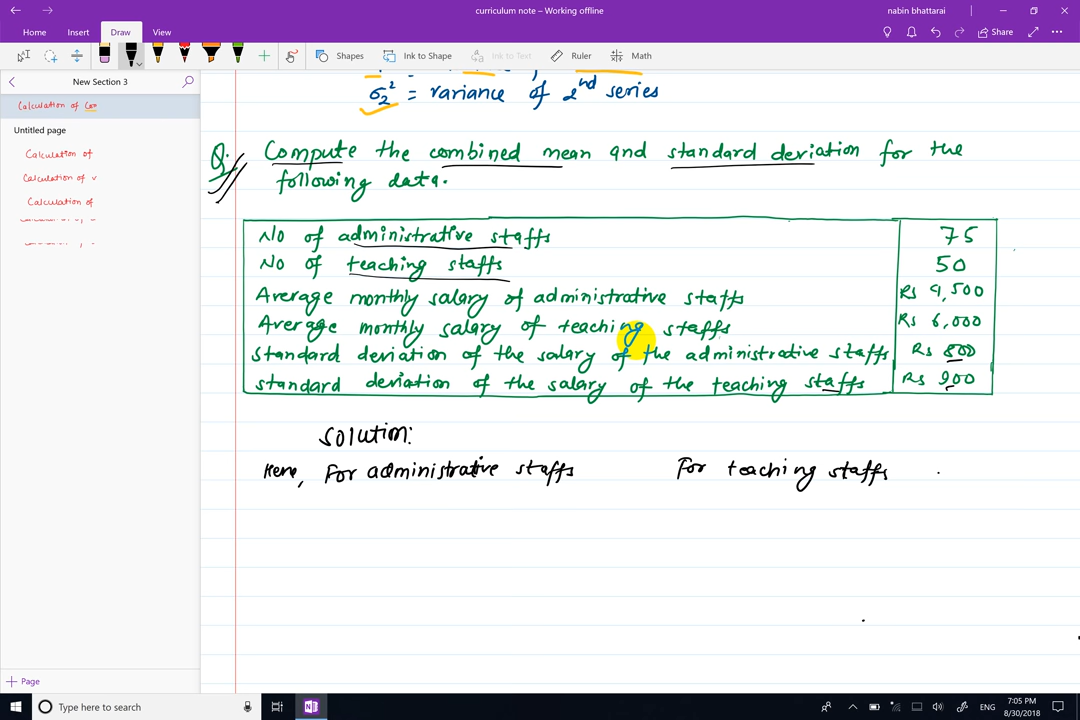 curriculum note – Working offline
nabin bhattarai
Home Insert Draw View
Share
Shapes Ink to Shape Ink to Text Ruler Math
New Section 3
Calculation of Com
Untitled page
Calculation of
Calculation of v
Calculation of
σ₂² = variance of 2nd series
Q. Compute the combined mean and standard deviation for the
following data.
No of administrative staffs 75
No of teaching staffs 50
Average monthly salary of administrative staffs Rs 4,500
Average monthly salary of teaching staffs Rs 6,000
Standard deviation of the salary of the administrative staffs Rs 800
Standard deviation of the salary of the teaching staffs Rs 900
Solution:
Here, For administrative staffs For teaching staffs
Page
Type here to search
ENG
7:05 PM
8/30/2018